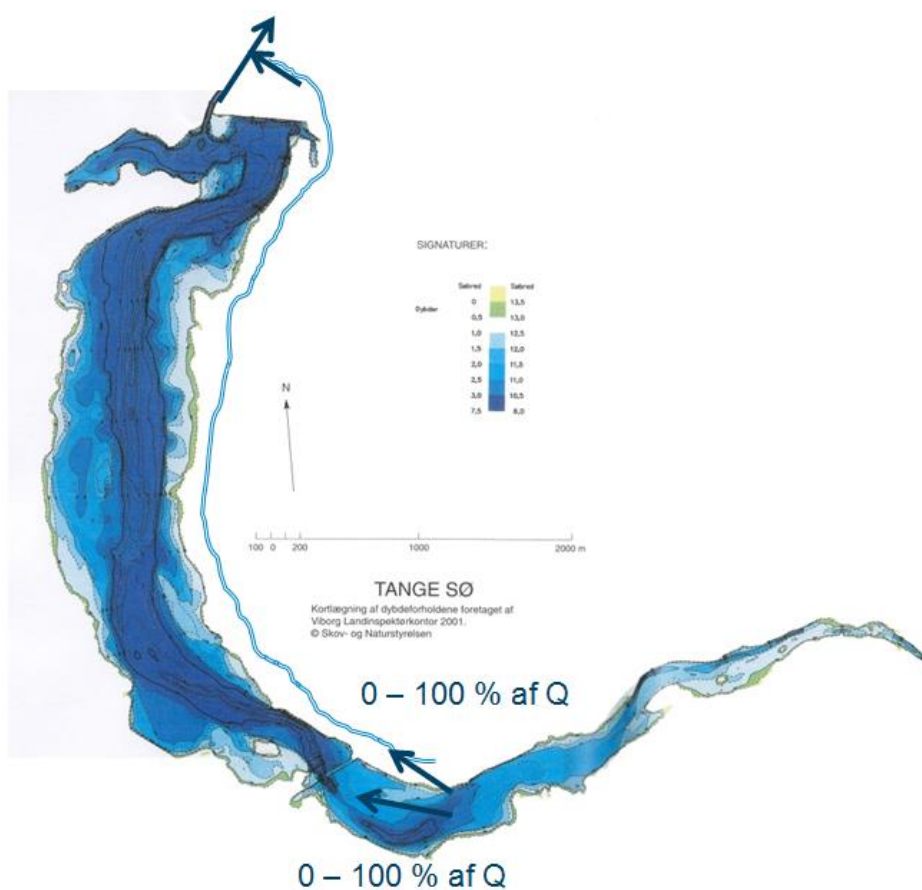 SIGNATURER:
Søbred Søbred
Dybder 0 13,5
0,5 13,0
1,0 12,5
1,5 12,0
2,0 11,5
2,5 11,0
3,0 10,5
7,5 8,0
N
100 0 200 1000 2000 m
TANGE SØ
Kortlægning af dybdeforholdene foretaget af
Viborg Landinspektørkontor 2001.
© Skov- og Naturstyrelsen
0 – 100 % af Q
0 – 100 % af Q